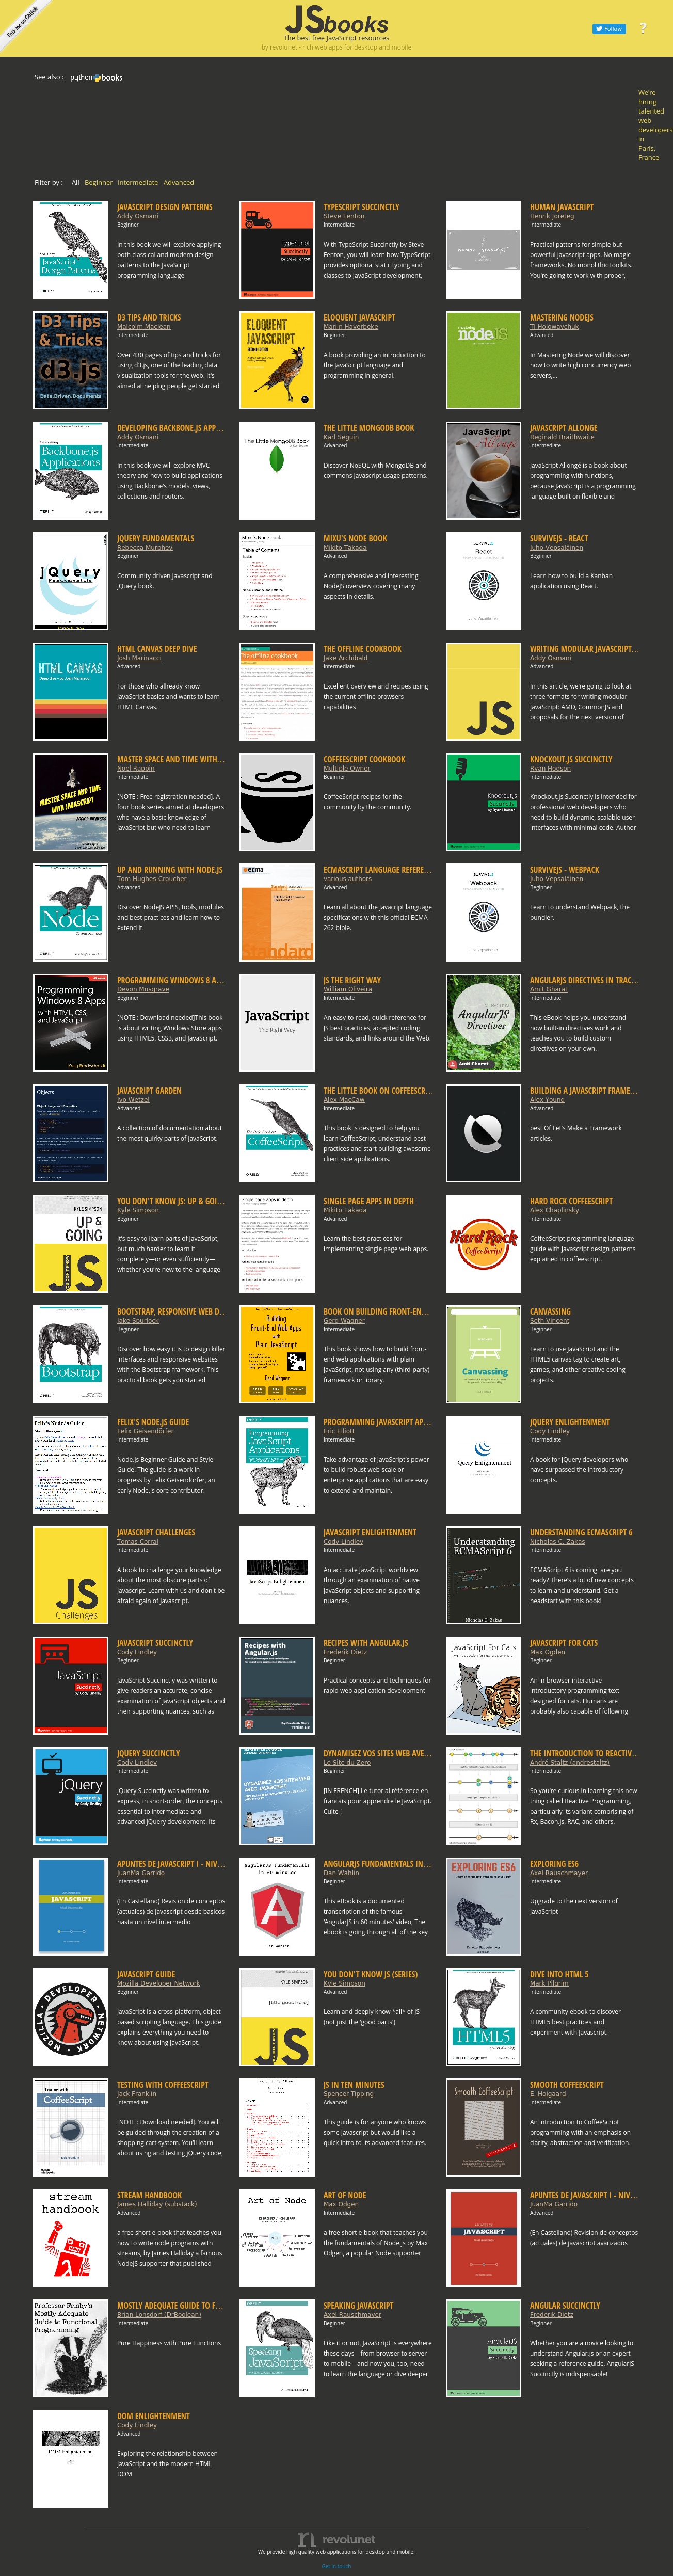 Fork me on GitHub
JSbooks
The best free JavaScript resources
by revolunet - rich web apps for desktop and mobile
Follow
?
See also : python books
We're
hiring
talented
web
developers
in
Paris,
France
Filter by : All Beginner Intermediate Advanced
JAVASCRIPT DESIGN PATTERNS
Addy Osmani
Beginner
In this book we will explore applying
both classical and modern design
patterns to the JavaScript
programming language
TYPESCRIPT SUCCINCTLY
Steve Fenton
Intermediate
With TypeScript Succinctly by Steve
Fenton, you will learn how TypeScript
provides optional static typing and
classes to JavaScript development,
HUMAN JAVASCRIPT
Henrik Joreteg
Intermediate
Practical patterns for simple but
powerful javascript apps. No magic
frameworks. No monolithic toolkits.
You're going to work with proper,
D3 TIPS AND TRICKS
Malcolm Maclean
Intermediate
Over 430 pages of tips and tricks for
using d3.js, one of the leading data
visualization tools for the web. It's
aimed at helping people get started
ELOQUENT JAVASCRIPT
Marijn Haverbeke
Beginner
A book providing an introduction to
the JavaScript language and
programming in general.
MASTERING NODEJS
TJ Holowaychuk
Advanced
In Mastering Node we will discover
how to write high concurrency web
servers,...
DEVELOPING BACKBONE.JS APP...
Addy Osmani
Intermediate
In this book we will explore MVC
theory and how to build applications
using Backbone's models, views,
collections and routers.
THE LITTLE MONGODB BOOK
Karl Seguin
Advanced
Discover NoSQL with MongoDB and
commons Javascript usage patterns.
JAVASCRIPT ALLONGE
Reginald Braithwaite
Intermediate
JavaScript Allongé is a book about
programming with functions,
because JavaScript is a programming
language built on flexible and
JQUERY FUNDAMENTALS
Rebecca Murphey
Beginner
Community driven Javascript and
jQuery book.
MIXU'S NODE BOOK
Mikito Takada
Advanced
A comprehensive and interesting
NodeJS overview covering many
aspects in details.
SURVIVEJS - REACT
Juho Vepsäläinen
Beginner
Learn how to build a Kanban
application using React.
HTML CANVAS DEEP DIVE
Josh Marinacci
Advanced
For those who allready know
JavaScript basics and wants to learn
HTML Canvas.
THE OFFLINE COOKBOOK
Jake Archibald
Intermediate
Excellent overview and recipes using
the current offline browsers
capabilities
WRITING MODULAR JAVASCRIPT...
Addy Osmani
Intermediate
In this article, we're going to look at
three formats for writing modular
JavaScript: AMD, CommonJS and
proposals for the next version of
MASTER SPACE AND TIME WITH...
Noel Rappin
Intermediate
[NOTE : Free registration needed]. A
four book series aimed at developers
who have a basic knowledge of
JavaScript but who need to learn
COFFEESCRIPT COOKBOOK
Multiple Owner
Beginner
CoffeeScript recipes for the
community by the community.
KNOCKOUT.JS SUCCINCTLY
Ryan Hodson
Intermediate
Knockout.js Succinctly is intended for
professional web developers who
need to build dynamic, scalable user
interfaces with minimal code. Author
UP AND RUNNING WITH NODE.JS
Tom Hughes-Croucher
Advanced
Discover NodeJS APIS, tools, modules
and best practices and learn how to
extend it.
ECMASCRIPT LANGUAGE REFERE...
various authors
Advanced
Learn all about the Javacript language
specifications with this official ECMA-
262 bible.
SURVIVEJS - WEBPACK
Juho Vepsäläinen
Beginner
Learn to understand Webpack, the
bundler.
PROGRAMMING WINDOWS 8 A...
Devon Musgrave
Beginner
[NOTE : Download needed]This book
is about writing Windows Store apps
using HTML5, CSS3, and JavaScript.
JS THE RIGHT WAY
William Oliveira
Intermediate
An easy-to-read, quick reference for
JS best practices, accepted coding
standards, and links around the Web.
ANGULARJS DIRECTIVES IN TRAC...
Amit Gharat
Intermediate
This eBook helps you understand
how built-in directives work and
teaches you to build custom
directives on your own.
JAVASCRIPT GARDEN
Ivo Wetzel
Advanced
A collection of documentation about
the most quirky parts of JavaScript.
THE LITTLE BOOK ON COFFEESCR...
Alex MacCaw
Intermediate
This book is designed to help you
learn CoffeeScript, understand best
practices and start building awesome
client side applications.
BUILDING A JAVASCRIPT FRAME...
Alex Young
Advanced
best Of Let's Make a Framework
articles.
YOU DON'T KNOW JS: UP & GOI...
Kyle Simpson
Beginner
It's easy to learn parts of JavaScript,
but much harder to learn it
completely—or even sufficiently—
whether you're new to the language
SINGLE PAGE APPS IN DEPTH
Mikito Takada
Advanced
Learn the best practices for
implementing single page web apps.
HARD ROCK COFFEESCRIPT
Alex Chaplinsky
Intermediate
CoffeeScript programming language
guide with javascript design patterns
explained in coffeescript.
BOOTSTRAP, RESPONSIVE WEB D...
Jake Spurlock
Beginner
Discover how easy it is to design killer
interfaces and responsive websites
with the Bootstrap framework. This
practical book gets you started
BOOK ON BUILDING FRONT-EN...
Gerd Wagner
Intermediate
This book shows how to build front-
end web applications with plain
JavaScript, not using any (third-party)
framework or library.
CANVASSING
Seth Vincent
Beginner
Learn to use JavaScript and the
HTML5 canvas tag to create art,
games, and other creative coding
projects.
FELIX'S NODE.JS GUIDE
Felix Geisendörfer
Intermediate
Node.js Beginner Guide and Style
Guide. The guide is a work in
progress by Felix Geisendorfer, an
early Node.js core contributor.
PROGRAMMING JAVASCRIPT AP...
Eric Elliott
Intermediate
Take advantage of JavaScript's power
to build robust web-scale or
enterprise applications that are easy
to extend and maintain.
JQUERY ENLIGHTENMENT
Cody Lindley
Intermediate
A book for jQuery developers who
have surpassed the introductory
concepts.
JAVASCRIPT CHALLENGES
Tomas Corral
Intermediate
A book to challenge your knowledge
about the most obscure parts of
Javascript. Learn with us and don't be
afraid again of Javascript.
JAVASCRIPT ENLIGHTENMENT
Cody Lindley
Intermediate
An accurate JavaScript worldview
through an examination of native
JavaScript objects and supporting
nuances.
UNDERSTANDING ECMASCRIPT 6
Nicholas C. Zakas
Intermediate
ECMAScript 6 is coming, are you
ready? There's a lot of new concepts
to learn and understand. Get a
headstart with this book!
JAVASCRIPT SUCCINCTLY
Cody Lindley
Beginner
JavaScript Succinctly was written to
give readers an accurate, concise
examination of JavaScript objects and
their supporting nuances, such as
RECIPES WITH ANGULAR.JS
Frederik Dietz
Beginner
Practical concepts and techniques for
rapid web application development
JAVASCRIPT FOR CATS
Max Ogden
Beginner
An in-browser interactive
introductory programming text
designed for cats. Humans are
probably also capable of following
JQUERY SUCCINCTLY
Cody Lindley
Intermediate
jQuery Succinctly was written to
express, in short-order, the concepts
essential to intermediate and
advanced jQuery development. Its
DYNAMISEZ VOS SITES WEB AVE...
Le Site du Zero
Beginner
[IN FRENCH] Le tutorial référence en
francais pour apprendre le JavaScript.
Culte !
THE INTRODUCTION TO REACTIV...
André Staltz (andrestaltz)
Intermediate
So you're curious in learning this new
thing called Reactive Programming,
particularly its variant comprising of
Rx, Bacon.js, RAC, and others.
APUNTES DE JAVASCRIPT I - NIV...
JuanMa Garrido
Intermediate
(En Castellano) Revision de conceptos
(actuales) de javascript desde basicos
hasta un nivel intermedio
ANGULARJS FUNDAMENTALS IN...
Dan Wahlin
Beginner
This eBook is a documented
transcription of the famous
'AngularJS in 60 minutes' video; The
ebook is going through all of the key
EXPLORING ES6
Axel Rauschmayer
Intermediate
Upgrade to the next version of
JavaScript
JAVASCRIPT GUIDE
Mozilla Developer Network
Beginner
JavaScript is a cross-platform, object-
based scripting language. This guide
explains everything you need to
know about using JavaScript.
YOU DON'T KNOW JS (SERIES)
Kyle Simpson
Advanced
Learn and deeply know *all* of JS
(not just the 'good parts')
DIVE INTO HTML 5
Mark Pilgrim
Intermediate
A community ebook to discover
HTML5 best practices and
experiment with Javascript.
TESTING WITH COFFEESCRIPT
Jack Franklin
Intermediate
[NOTE : Download needed]. You will
be guided through the creation of a
shopping cart system. You'll learn
about using and testing jQuery code,
JS IN TEN MINUTES
Spencer Tipping
Advanced
This guide is for anyone who knows
some Javascript but would like a
quick intro to its advanced features.
SMOOTH COFFEESCRIPT
E. Hoigaard
Intermediate
An introduction to CoffeeScript
programming with an emphasis on
clarity, abstraction and verification.
STREAM HANDBOOK
James Halliday (substack)
Advanced
a free short e-book that teaches you
how to write node programs with
streams, by James Halliday a famous
NodeJS supporter that published
ART OF NODE
Max Odgen
Intermediate
a free short e-book that teaches you
the fundamentals of Node.js by Max
Odgen, a popular Node supporter
APUNTES DE JAVASCRIPT I - NIV...
JuanMa Garrido
Advanced
(En Castellano) Revision de conceptos
(actuales) de javascript avanzados
MOSTLY ADEQUATE GUIDE TO F...
Brian Lonsdorf (DrBoolean)
Intermediate
Pure Happiness with Pure Functions
SPEAKING JAVASCRIPT
Axel Rauschmayer
Beginner
Like it or not, JavaScript is everywhere
these days—from browser to server
to mobile—and now you, too, need
to learn the language or dive deeper
ANGULAR SUCCINCTLY
Frederik Dietz
Beginner
Whether you are a novice looking to
understand Angular.js or an expert
seeking a reference guide, AngularJS
Succinctly is indispensable!
DOM ENLIGHTENMENT
Cody Lindley
Advanced
Exploring the relationship between
JavaScript and the modern HTML
DOM
revolunet
We provide high quality web applications for desktop and mobile.
Get in touch